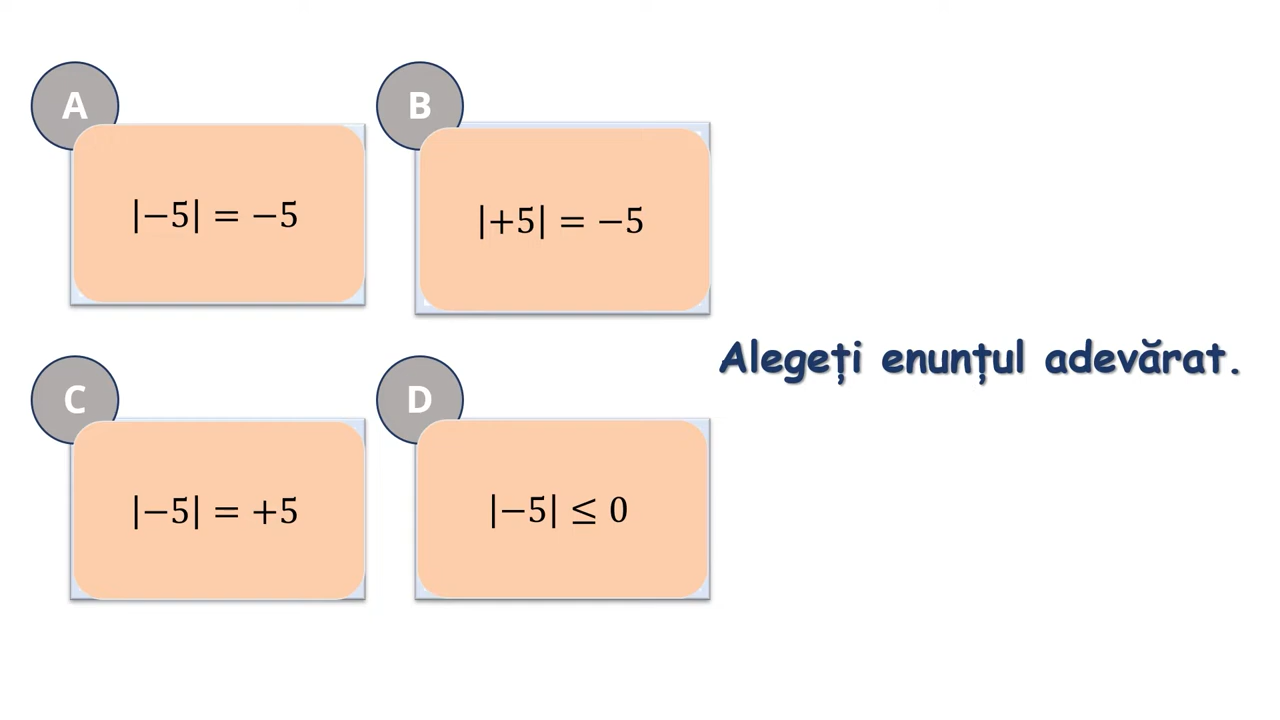 A
|−5| = −5
B
|+5| = −5
Alegeți enunțul adevărat.
C
|−5| = +5
D
|−5| ≤ 0